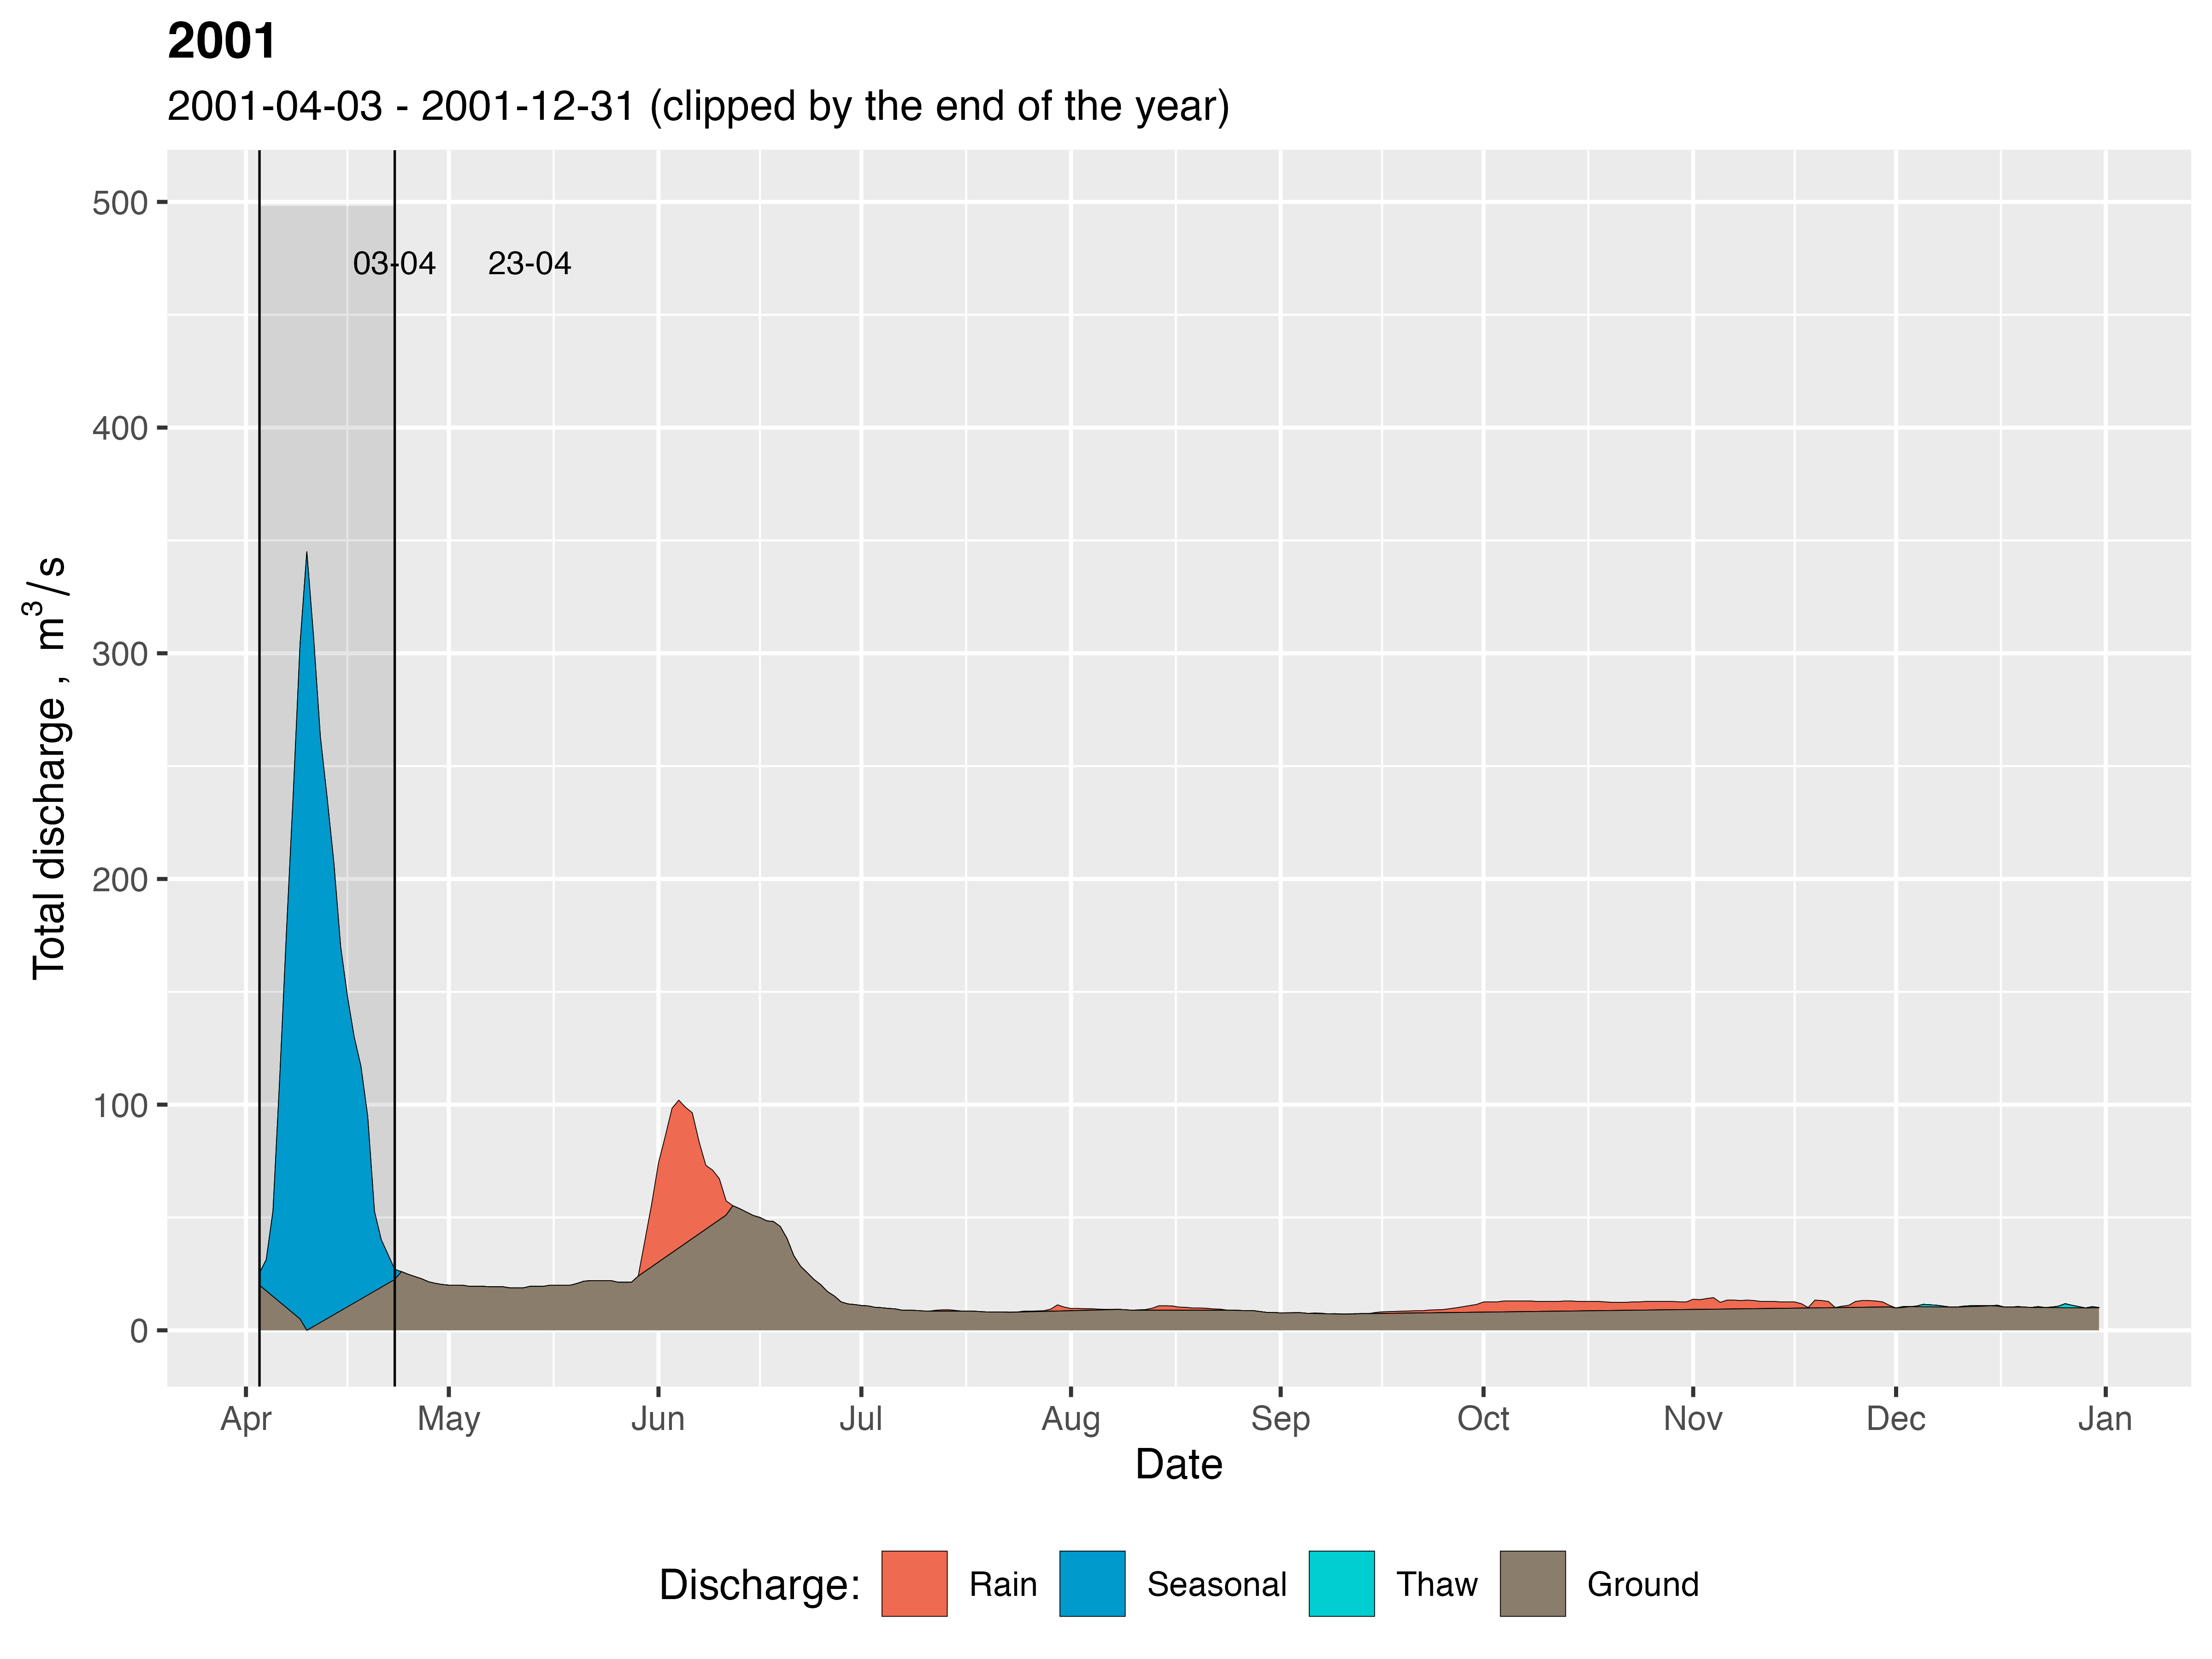 2001
2001-04-03 - 2001-12-31 (clipped by the end of the year)
500
400
300
200
100
0
Total discharge , m³/s
03-04 23-04
Apr May Jun Jul Aug Sep Oct Nov Dec Jan
Date
Discharge: Rain Seasonal Thaw Ground